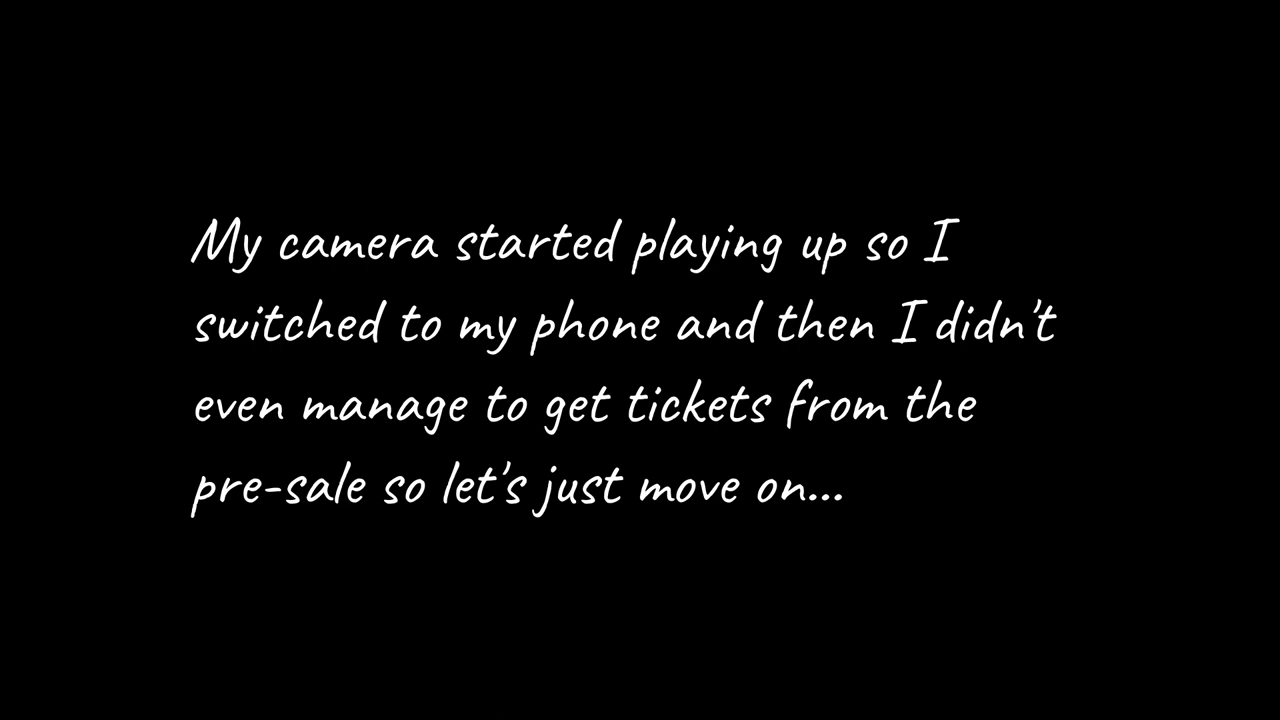 My camera started playing up so I
switched to my phone and then I didn't
even manage to get tickets from the
pre-sale so let's just move on...